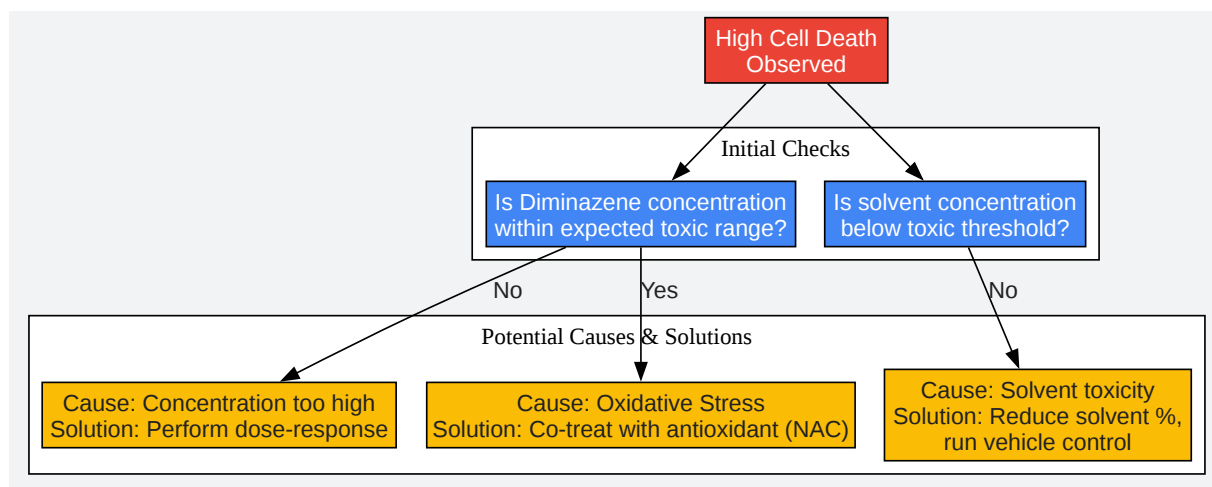 High Cell Death
Observed
Initial Checks
Is Diminazene concentration
within expected toxic range?
Is solvent concentration
below toxic threshold?
No
Yes
No
Potential Causes & Solutions
Cause: Concentration too high
Solution: Perform dose-response
Cause: Oxidative Stress
Solution: Co-treat with antioxidant (NAC)
Cause: Solvent toxicity
Solution: Reduce solvent %,
run vehicle control